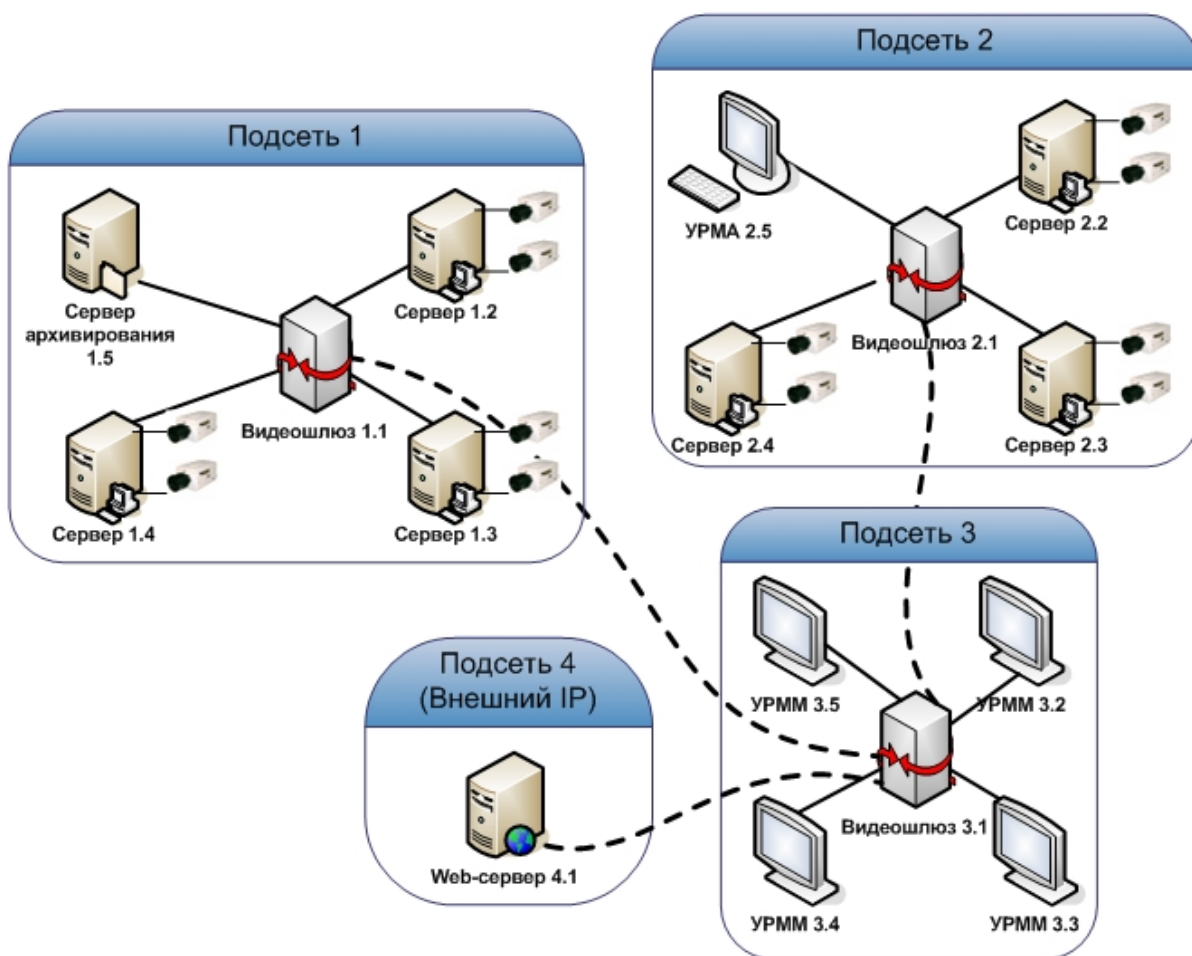 Подсеть 1
Сервер
архивирования
1.5
Сервер 1.2
Видеошлюз 1.1
Сервер 1.4
Сервер 1.3
Подсеть 2
УРМА 2.5
Сервер 2.2
Видеошлюз 2.1
Сервер 2.4
Сервер 2.3
Подсеть 3
УРММ 3.5
УРММ 3.2
Видеошлюз 3.1
УРММ 3.4
УРММ 3.3
Подсеть 4
(Внешний IP)
Web-сервер 4.1